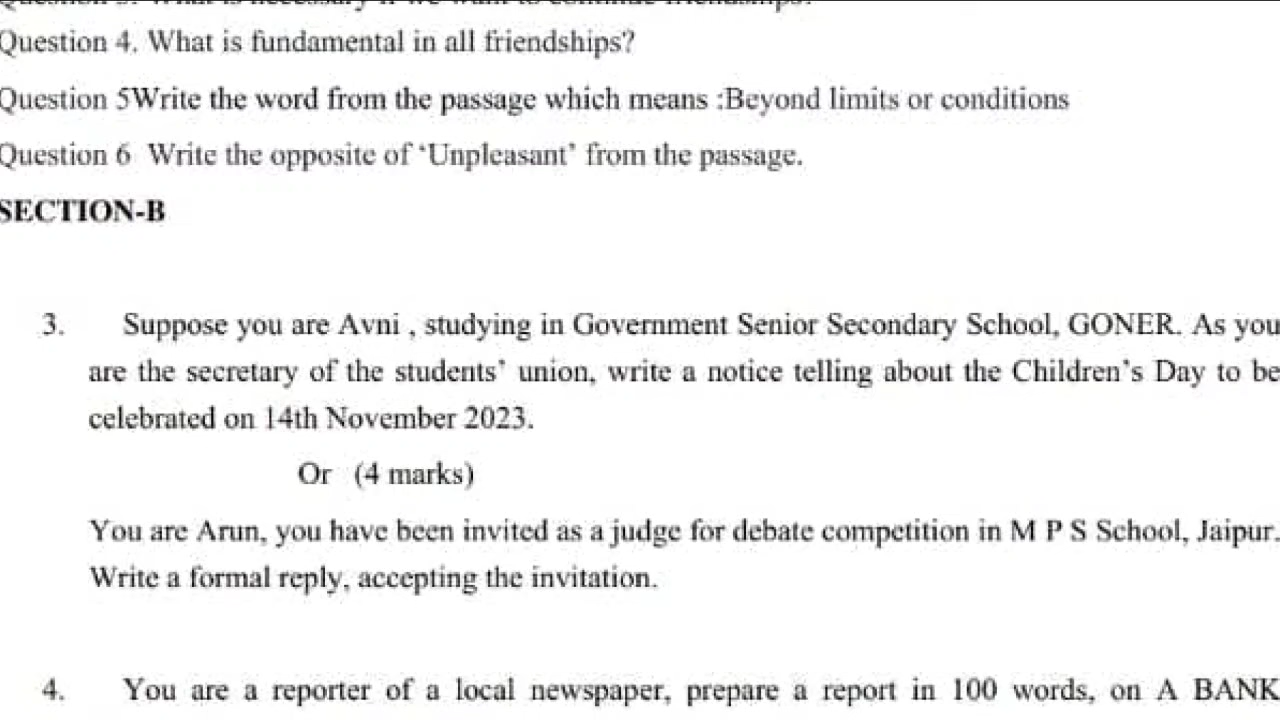 Question 4. What is fundamental in all friendships?
Question 5Write the word from the passage which means :Beyond limits or conditions
Question 6 Write the opposite of ‘Unpleasant’ from the passage.
SECTION-B
3. Suppose you are Avni , studying in Government Senior Secondary School, GONER. As you
are the secretary of the students’ union, write a notice telling about the Children’s Day to be
celebrated on 14th November 2023.
Or (4 marks)
You are Arun, you have been invited as a judge for debate competition in M P S School, Jaipur.
Write a formal reply, accepting the invitation.
4. You are a reporter of a local newspaper, prepare a report in 100 words, on A BANK